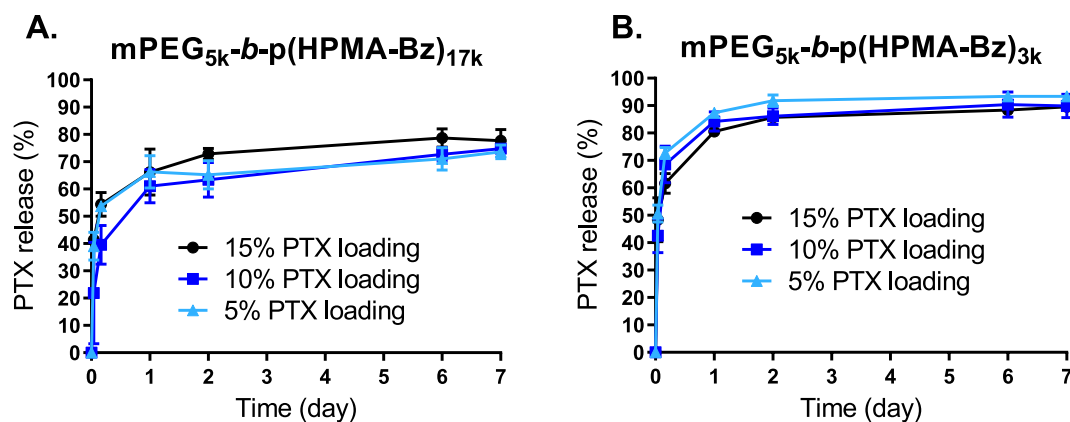 A.
mPEG5k-b-p(HPMA-Bz)17k
PTX release (%)
100
90
80
70
60
50
40
30
20
10
0
15% PTX loading
10% PTX loading
5% PTX loading
0 1 2 3 4 5 6 7
Time (day)
B.
mPEG5k-b-p(HPMA-Bz)3k
PTX release (%)
100
90
80
70
60
50
40
30
20
10
0
15% PTX loading
10% PTX loading
5% PTX loading
0 1 2 3 4 5 6 7
Time (day)